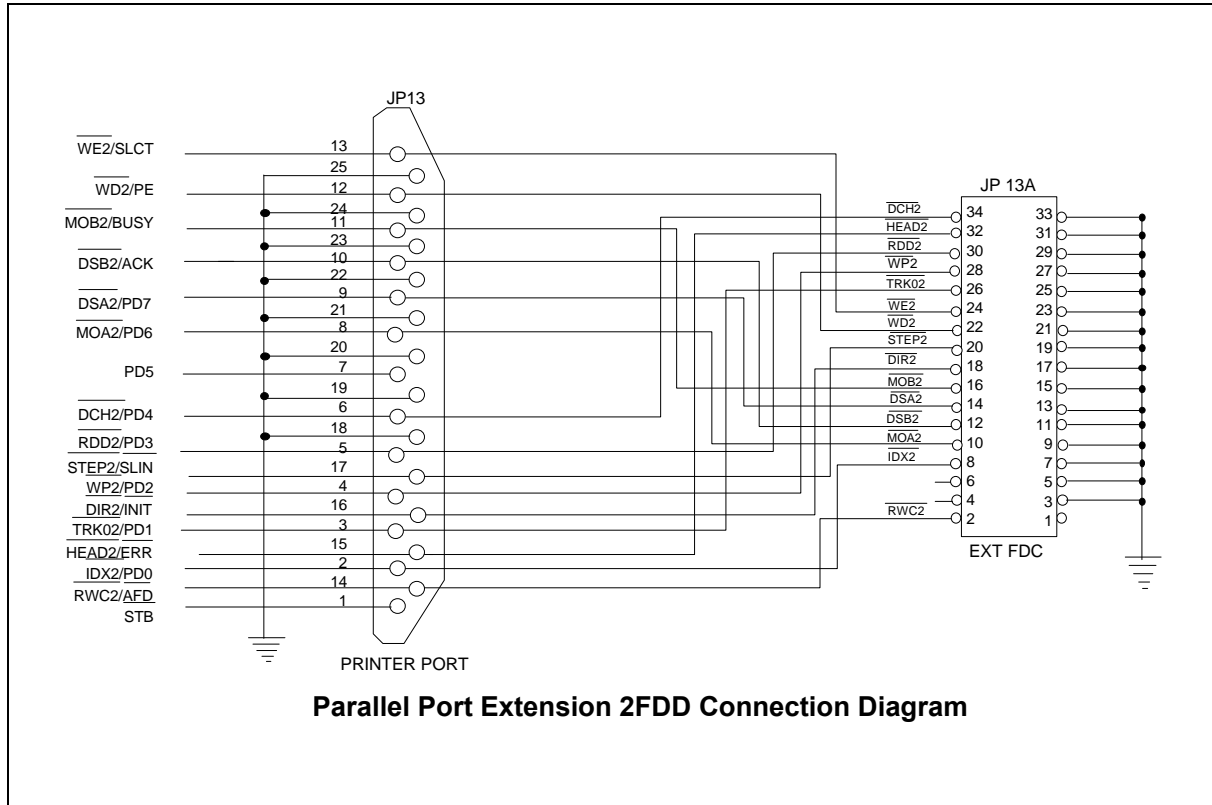 JP13
WE2/SLCT
WD2/PE
MOB2/BUSY
DSB2/ACK
DSA2/PD7
MOA2/PD6
PD5
DCH2/PD4
RDD2/PD3
STEP2/SLIN
WP2/PD2
DIR2/INIT
TRK02/PD1
HEAD2/ERR
IDX2/PD0
RWC2/AFD
STB
13
25
12
24
11
23
10
22
9
21
8
20
7
19
6
18
5
17
4
16
3
15
2
14
1
PRINTER PORT
JP 13A
DCH2 34 33
HEAD2 32 31
RDD2 30 29
WP2 28 27
TRK02 26 25
WE2 24 23
WD2 22 21
STEP2 20 19
DIR2 18 17
MOB2 16 15
DSA2 14 13
DSB2 12 11
MOA2 10 9
IDX2 8 7
6 5
4 3
RWC2 2 1
EXT FDC
Parallel Port Extension 2FDD Connection Diagram